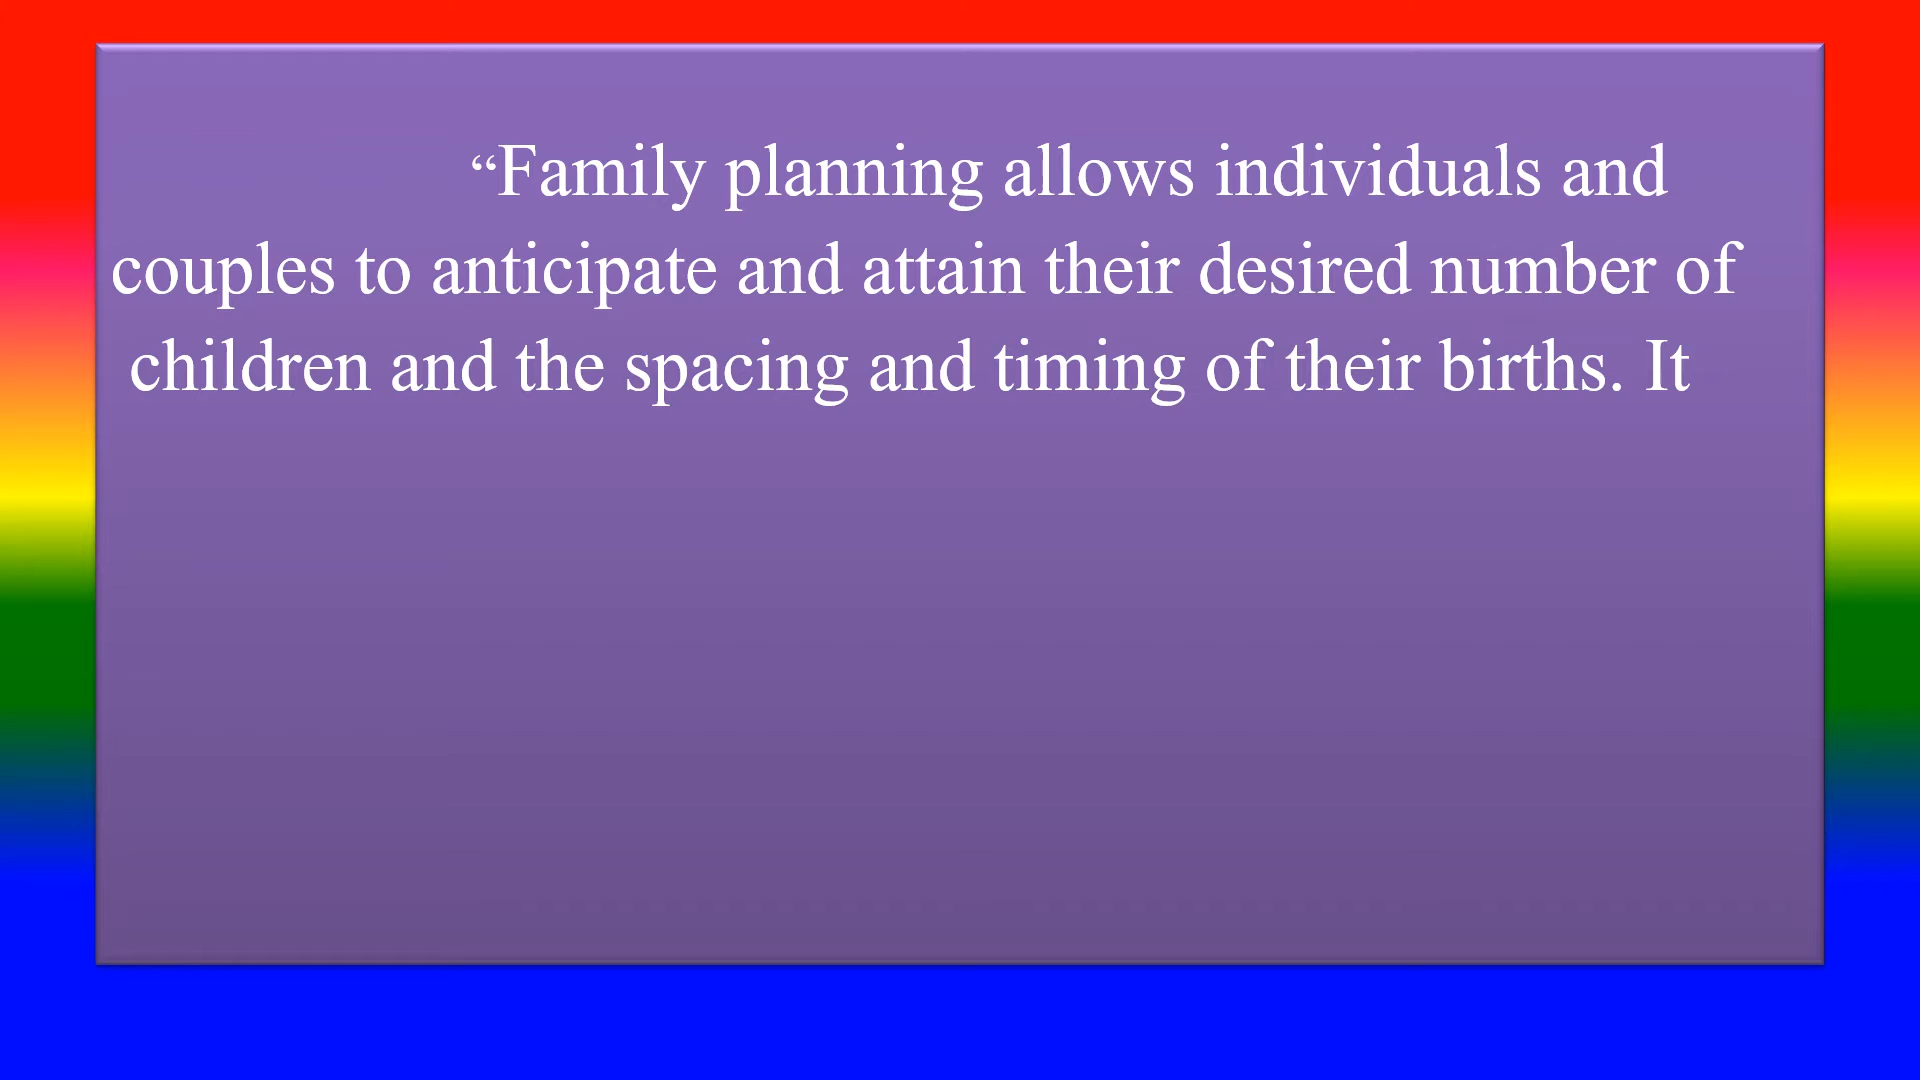 “Family planning allows individuals and
couples to anticipate and attain their desired number of
children and the spacing and timing of their births. It